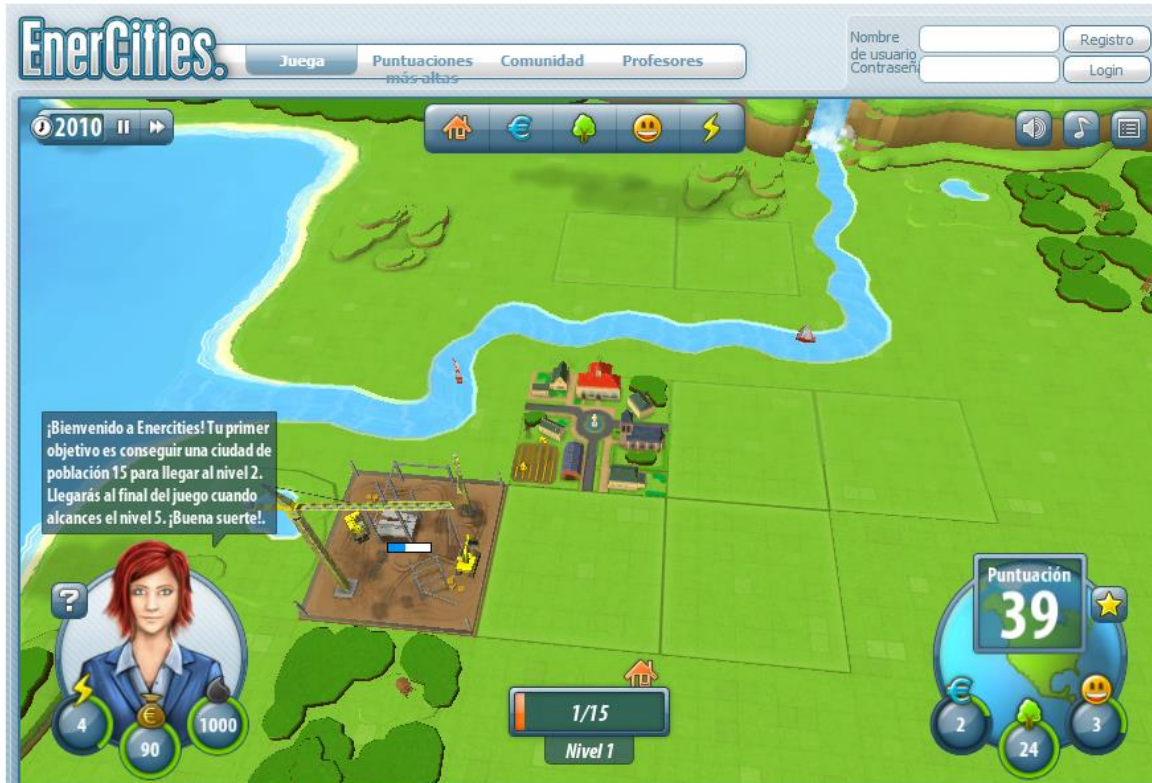 EnerCities.
Juega
Puntuaciones
más altas
Comunidad
Profesores
Nombre
de usuario
Contraseña
Registro
Login
2010
¡Bienvenido a Enercities! Tu primer
objetivo es conseguir una ciudad de
población 15 para llegar al nivel 2.
Llegarás al final del juego cuando
alcances el nivel 5. ¡Buena suerte!.
?
4
90
1000
1/15
Nivel 1
Puntuación
39
2
24
3